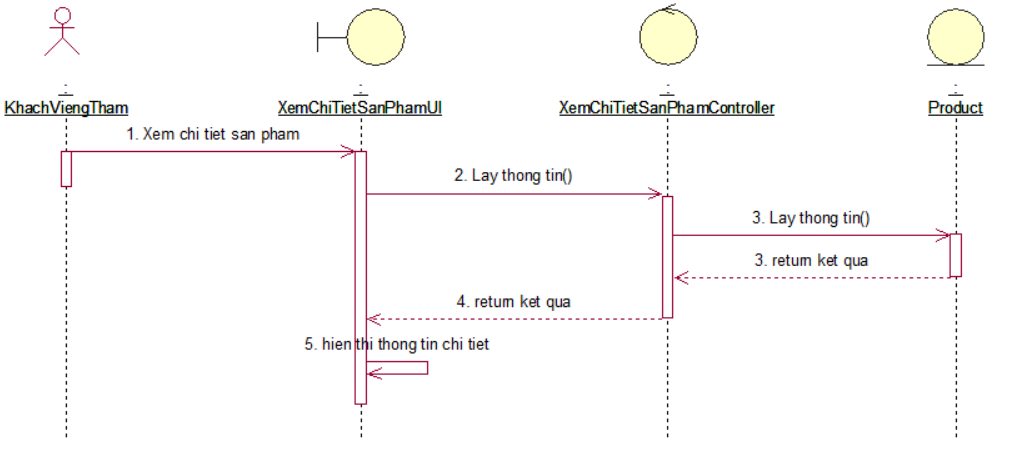 :
KhachViengTham
:
XemChiTietSanPhamUI
:
XemChiTietSanPhamController
:
Product
1. Xem chi tiet san pham
2. Lay thong tin()
3. Lay thong tin()
3. return ket qua
4. return ket qua
5. hien thi thong tin chi tiet